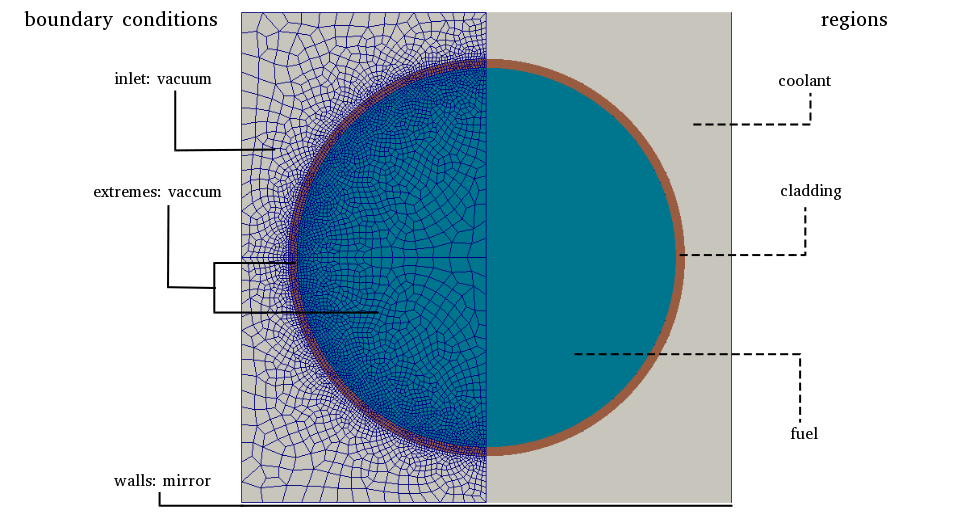 boundary conditions
regions
inlet: vacuum
coolant
extremes: vaccum
cladding
fuel
walls: mirror